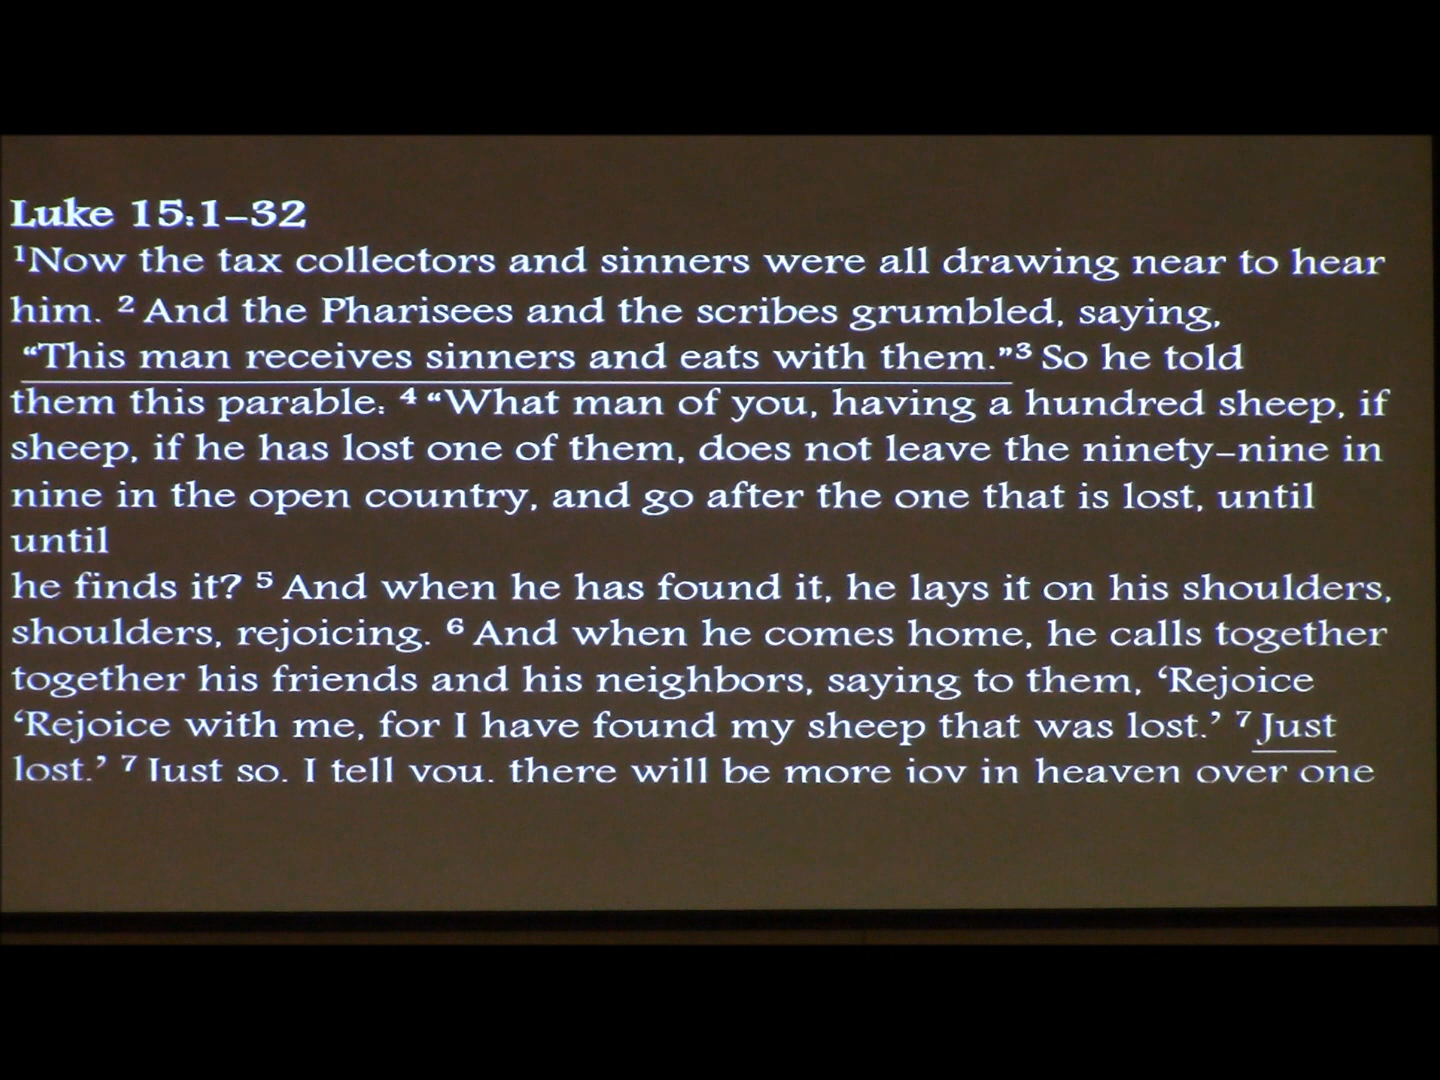 Luke 15:1–32
¹Now the tax collectors and sinners were all drawing near to hear
him. ² And the Pharisees and the scribes grumbled, saying,
“This man receives sinners and eats with them.”³ So he told
them this parable: ⁴ “What man of you, having a hundred sheep, if
sheep, if he has lost one of them, does not leave the ninety–nine in
nine in the open country, and go after the one that is lost, until
until
he finds it? ⁵ And when he has found it, he lays it on his shoulders,
shoulders, rejoicing. ⁶ And when he comes home, he calls together
together his friends and his neighbors, saying to them, ‘Rejoice
‘Rejoice with me, for I have found my sheep that was lost.’ ⁷ Just
lost.’ ⁷ Just so, I tell you, there will be more joy in heaven over one